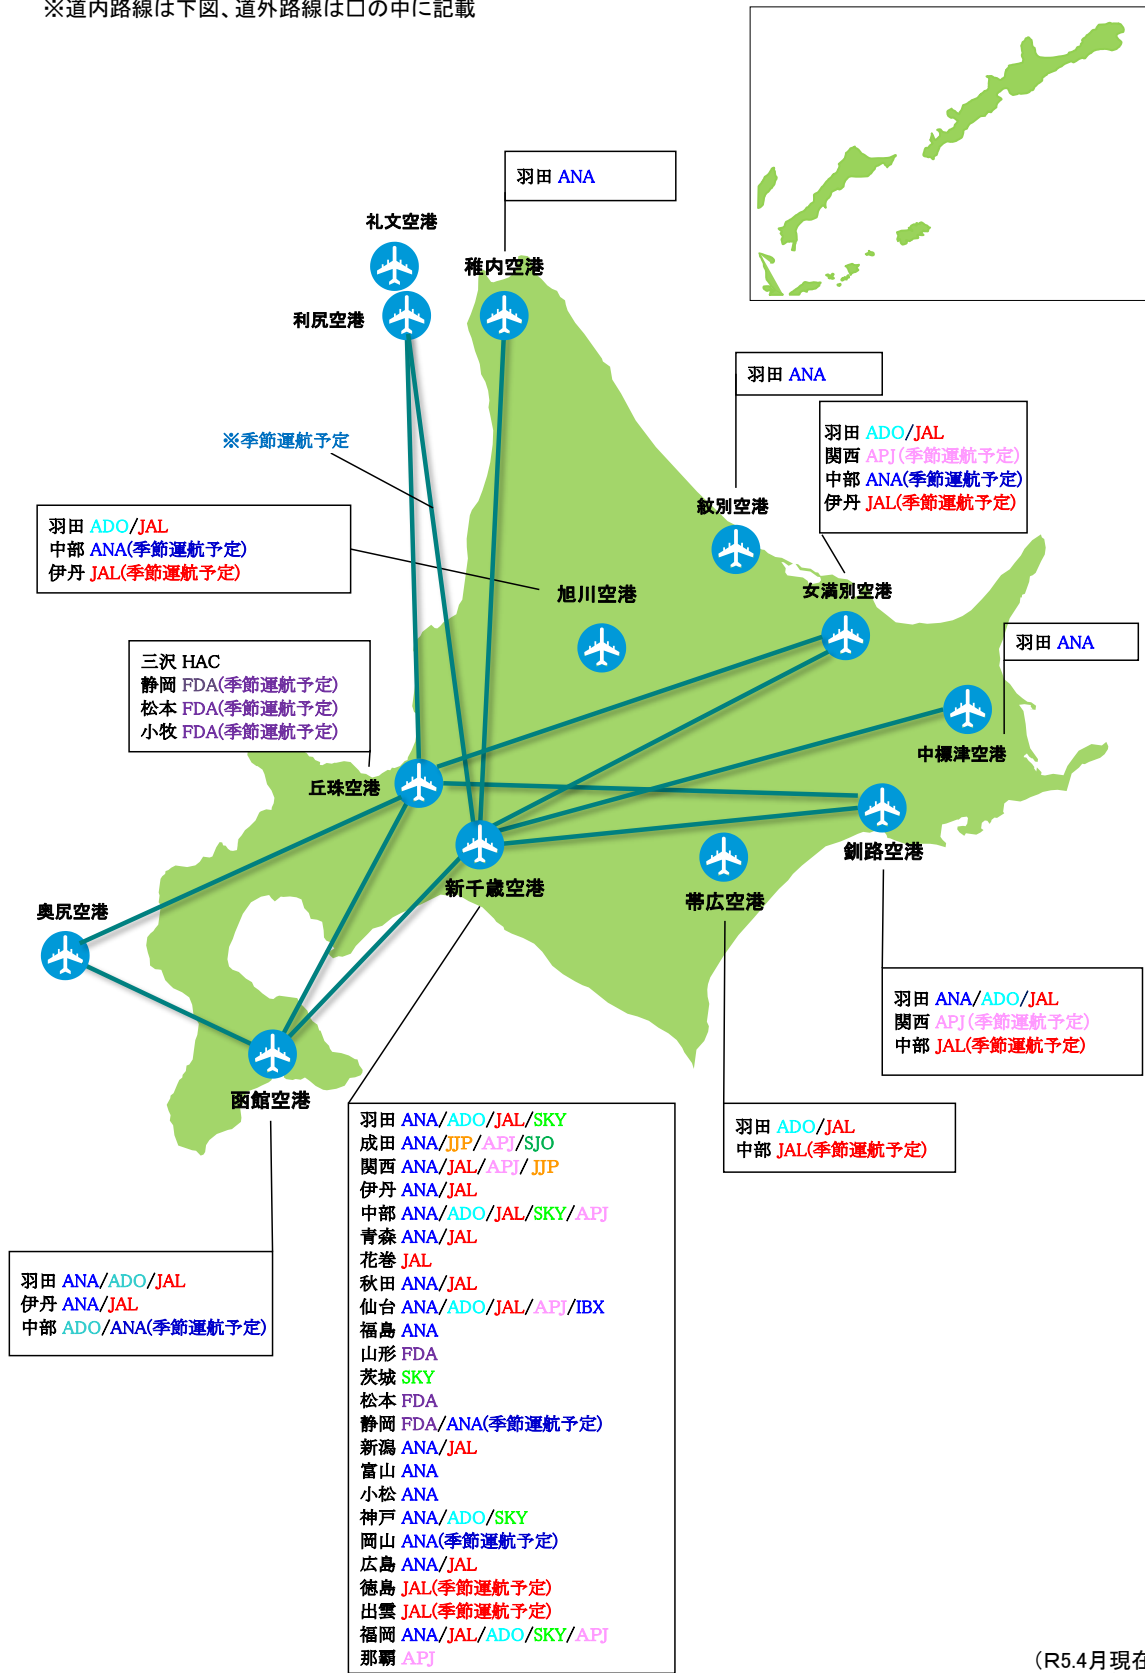 ※道内路線は下図、道外路線は口の中に記載
羽田 ANA
礼文空港
稚内空港
利尻空港
羽田 ANA
※季節運航予定
羽田 ADO/JAL
関西 APJ(季節運航予定)
中部 ANA(季節運航予定)
伊丹 JAL(季節運航予定)
紋別空港
羽田 ADO/JAL
中部 ANA(季節運航予定)
伊丹 JAL(季節運航予定)
旭川空港
女満別空港
羽田 ANA
三沢 HAC
静岡 FDA(季節運航予定)
松本 FDA(季節運航予定)
小牧 FDA(季節運航予定)
中標津空港
丘珠空港
釧路空港
新千歳空港
帯広空港
奥尻空港
羽田 ANA/ADO/JAL
関西 APJ(季節運航予定)
中部 JAL(季節運航予定)
函館空港
羽田 ADO/JAL
中部 JAL(季節運航予定)
羽田 ANA/ADO/JAL/SKY
成田 ANA/JJP/APJ/SJO
関西 ANA/JAL/APJ/JJP
伊丹 ANA/JAL
中部 ANA/ADO/JAL/SKY/APJ
青森 ANA/JAL
花巻 JAL
秋田 ANA/JAL
仙台 ANA/ADO/JAL/APJ/IBX
福島 ANA
山形 FDA
茨城 SKY
松本 FDA
静岡 FDA/ANA(季節運航予定)
新潟 ANA/JAL
富山 ANA
小松 ANA
神戸 ANA/ADO/SKY
岡山 ANA(季節運航予定)
広島 ANA/JAL
徳島 JAL(季節運航予定)
出雲 JAL(季節運航予定)
福岡 ANA/JAL/ADO/SKY/APJ
那覇 APJ
羽田 ANA/ADO/JAL
伊丹 ANA/JAL
中部 ADO/ANA(季節運航予定)
（R5.4月現在